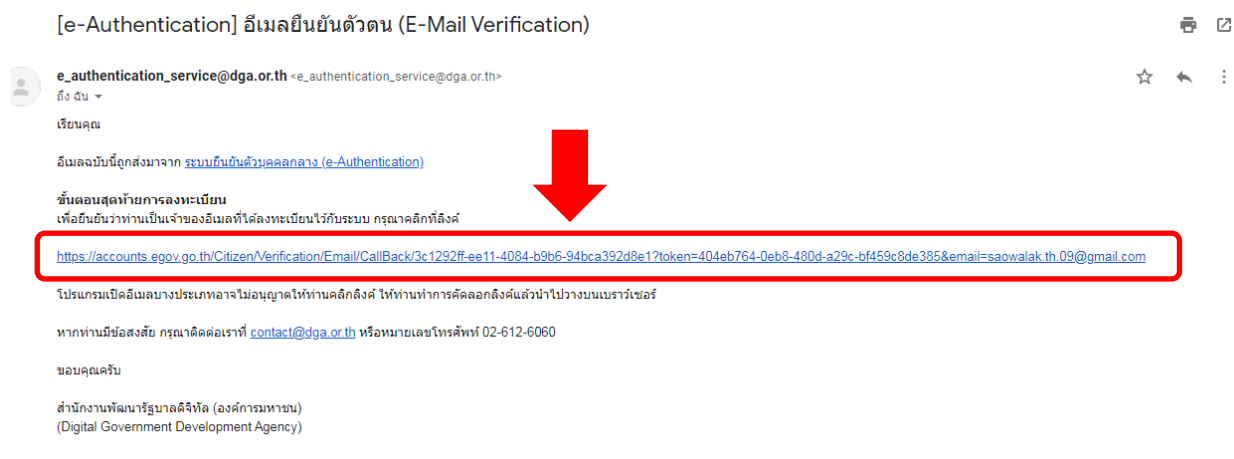 [e-Authentication] อีเมลยืนยันตัวตน (E-Mail Verification)
e_authentication_service@dga.or.th <e_authentication_service@dga.or.th>
ถึง ฉัน
เรียนคุณ
อีเมลฉบับนี้ถูกส่งมาจาก ระบบยืนยันตัวบุคคลกลาง (e-Authentication)
ขั้นตอนสุดท้ายการลงทะเบียน
เพื่อยืนยันว่าท่านเป็นเจ้าของอีเมลที่ได้ลงทะเบียนไว้กับระบบ กรุณาคลิกที่ลิงค์
https://accounts.egov.go.th/Citizen/Verification/Email/CallBack/3c1292ff-ee11-4084-b9b6-94bca392d8e1?token=404eb764-0eb8-480d-a29c-bf459c8de385&email=saowalak.th.09@gmail.com
โปรแกรมเปิดอีเมลบางประเภทอาจไม่อนุญาตให้ท่านคลิกลิงค์ ให้ท่านทำการคัดลอกลิงค์แล้วนำไปวางบนเบราว์เซอร์
หากท่านมีข้อสงสัย กรุณาติดต่อเราที่ contact@dga.or.th หรือหมายเลขโทรศัพท์ 02-612-6060
ขอบคุณครับ
สำนักงานพัฒนารัฐบาลดิจิทัล (องค์การมหาชน)
(Digital Government Development Agency)